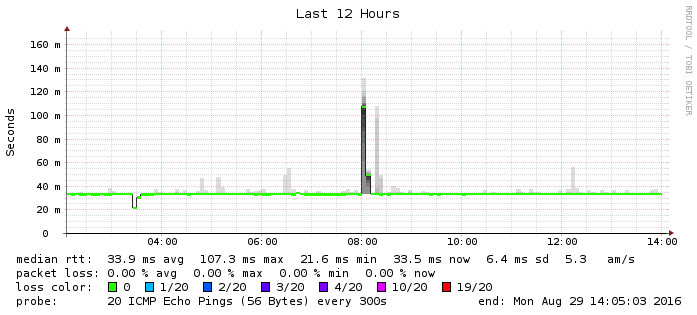 Last 12 Hours
RRDTOOL / TOBI OETIKER
Seconds
160 m
140 m
120 m
100 m
80 m
60 m
40 m
20 m
0
04:00 06:00 08:00 10:00 12:00 14:00
median rtt: 33.9 ms avg 107.3 ms max 21.6 ms min 33.5 ms now 6.4 ms sd 5.3 am/s
packet loss: 0.00 % avg 0.00 % max 0.00 % min 0.00 % now
loss color: 0 1/20 2/20 3/20 4/20 10/20 19/20
probe: 20 ICMP Echo Pings (56 Bytes) every 300s end: Mon Aug 29 14:05:03 2016